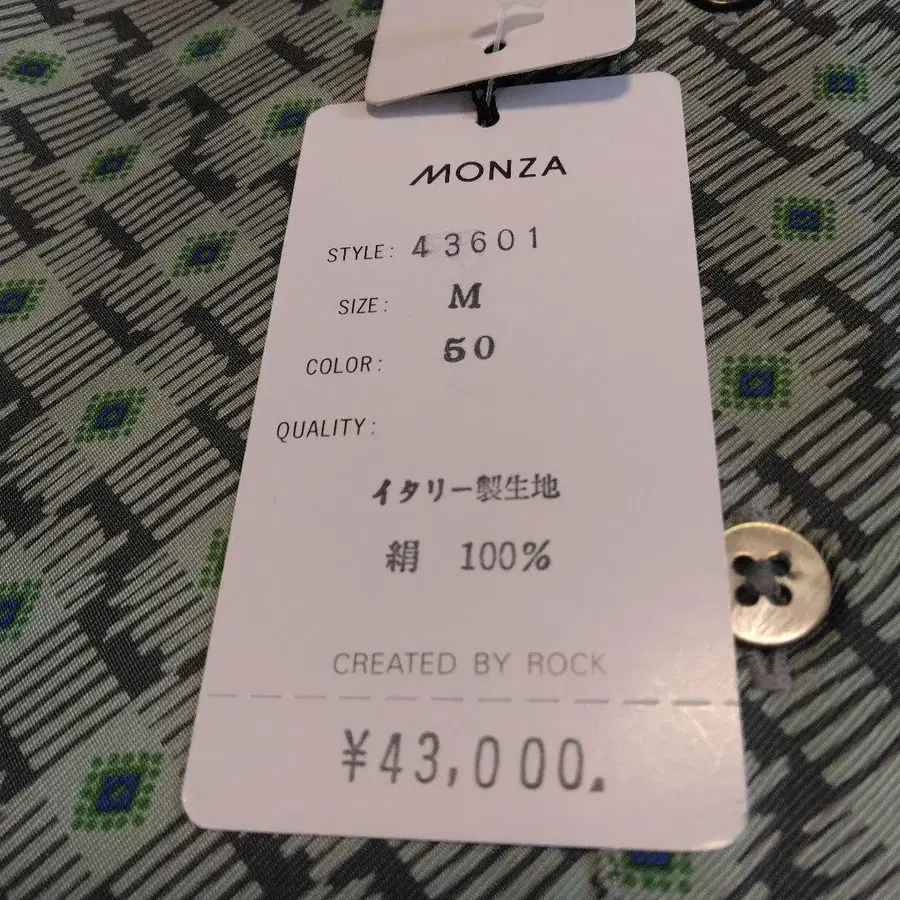 MONZA
STYLE: 43601
SIZE: M
COLOR: 50
QUALITY:
イタリー製生地
絹 100%
CREATED BY ROCK
¥43,000.